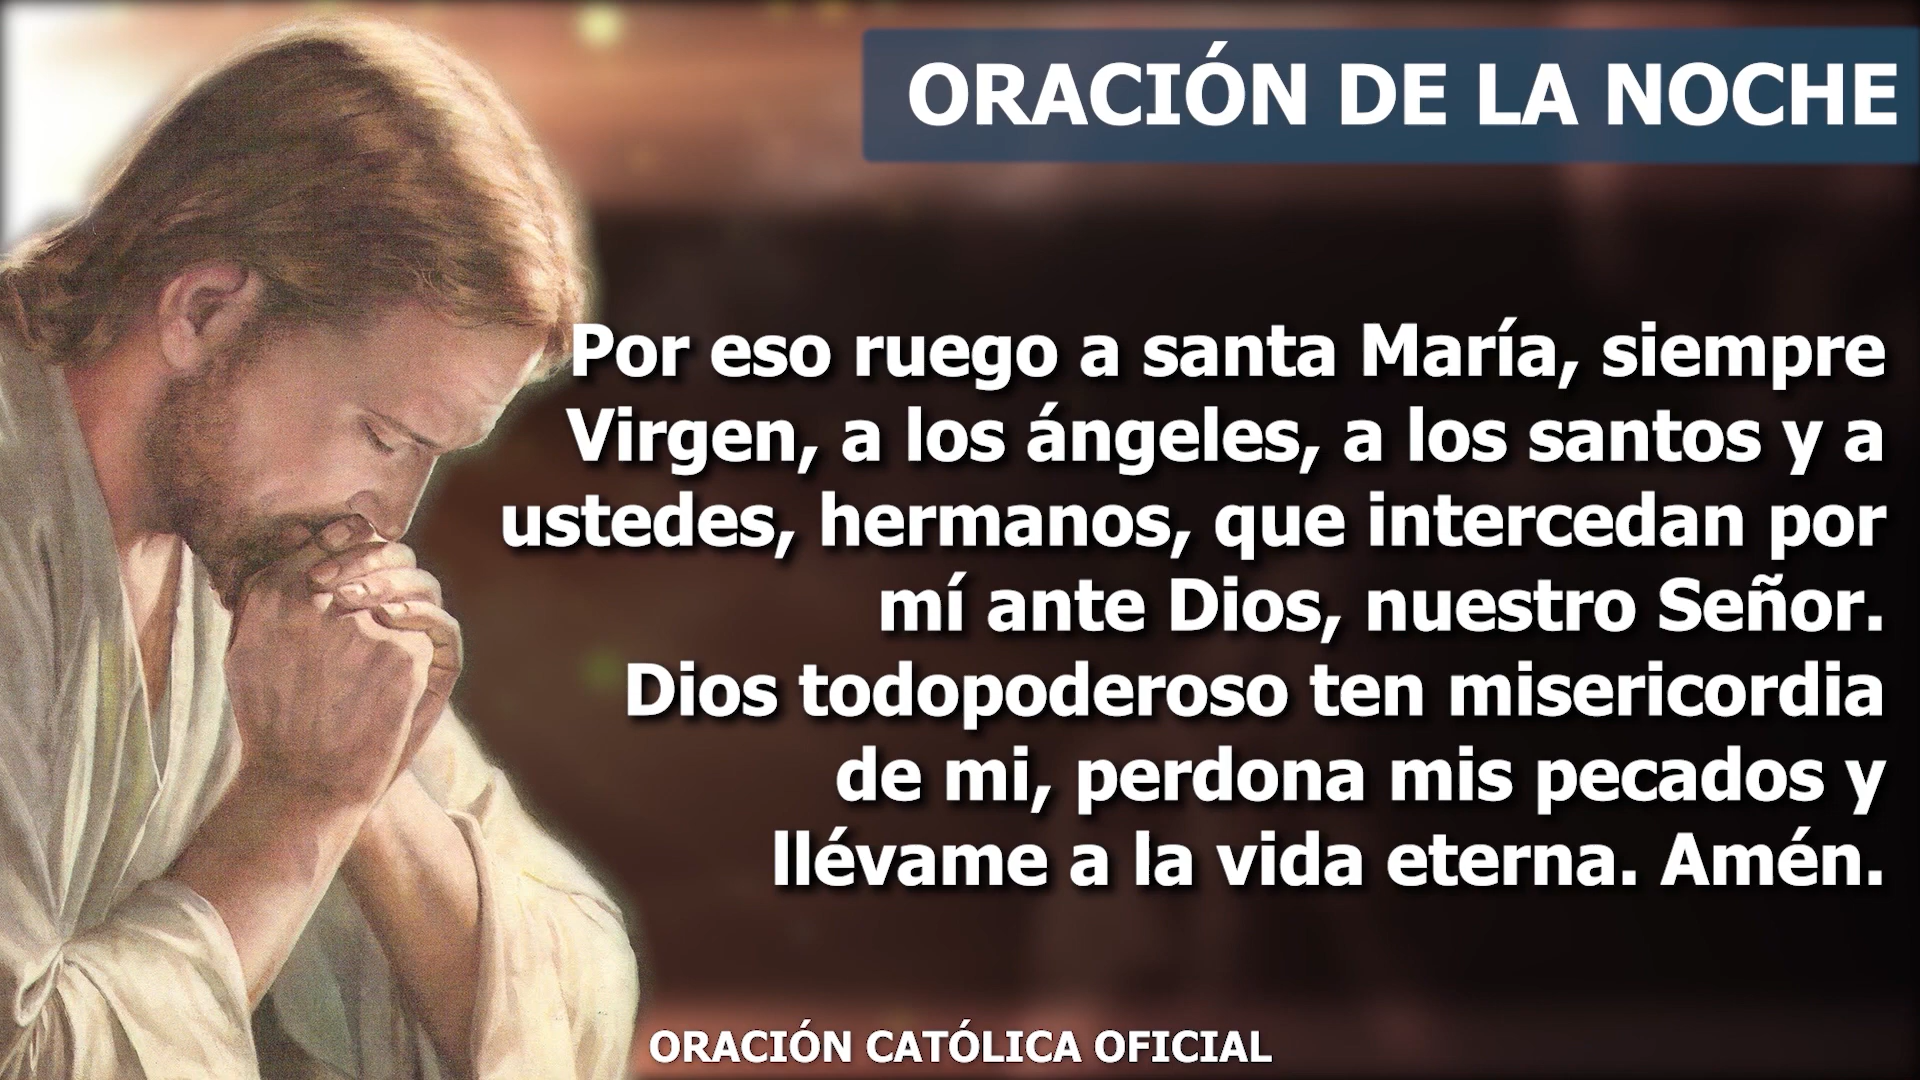 ORACIÓN DE LA NOCHE
Por eso ruego a santa María, siempre
Virgen, a los ángeles, a los santos y a
ustedes, hermanos, que intercedan por
mí ante Dios, nuestro Señor.
Dios todopoderoso ten misericordia
de mi, perdona mis pecados y
llévame a la vida eterna. Amén.
ORACIÓN CATÓLICA OFICIAL